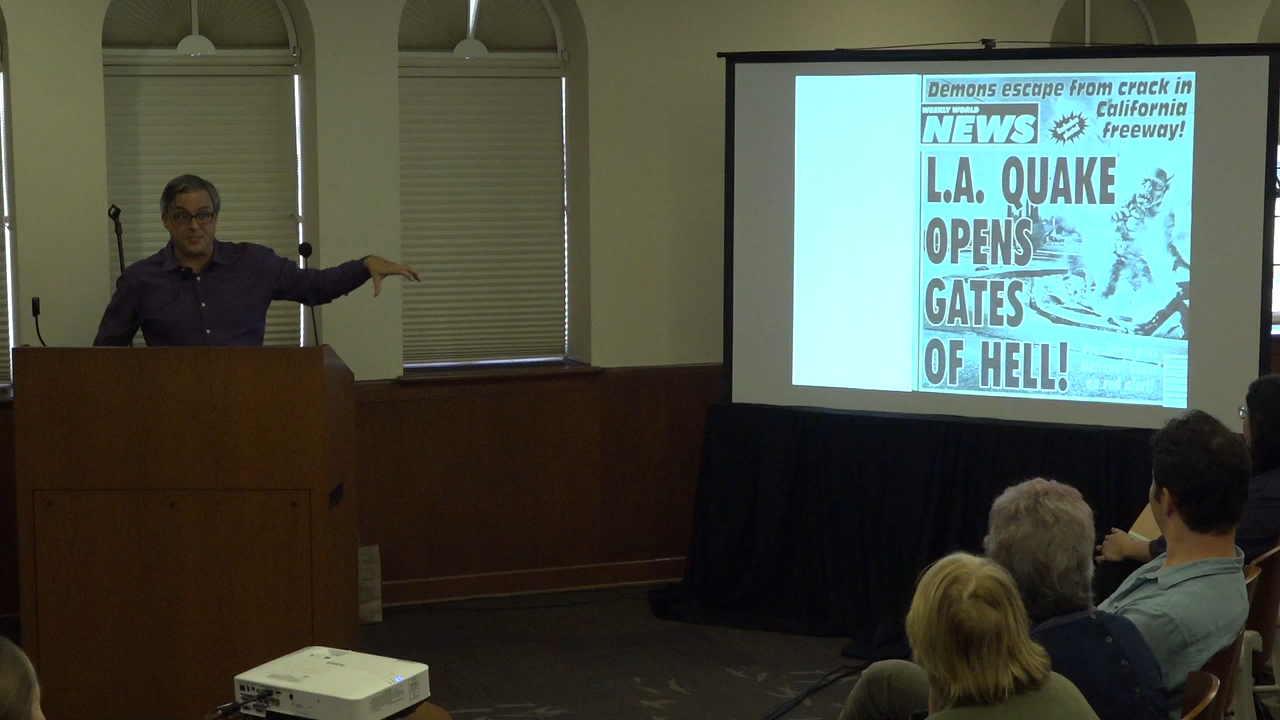 Demons escape from crack in
California
freeway!
WEEKLY WORLD
NEWS
L.A. QUAKE
OPENS
GATES
OF HELL!